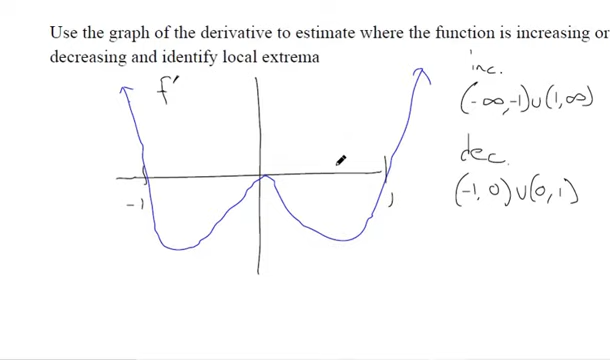 Use the graph of the derivative to estimate where the function is increasing or
decreasing and identify local extrema
f'
inc.
(-∞, -1) ∪ (1, ∞)
dec.
(-1, 0) ∪ (0, 1)
-1
1